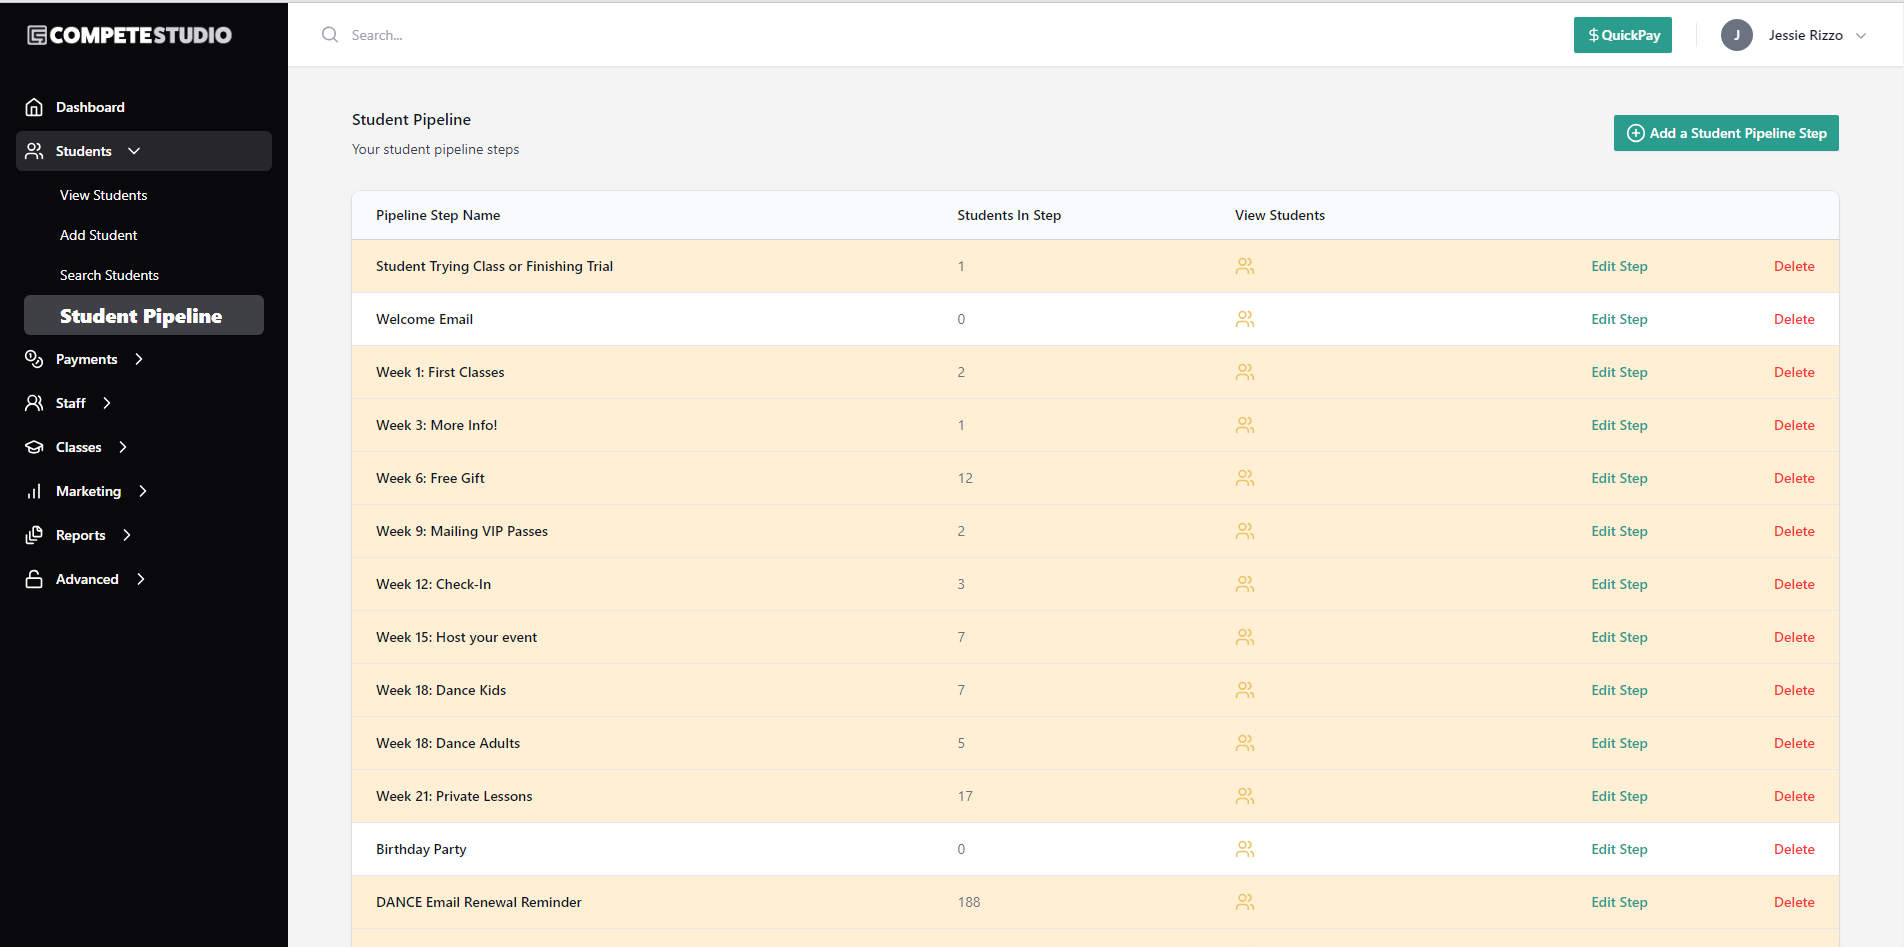 COMPETESTUDIO
Search...
$ QuickPay
J
Jessie Rizzo
Dashboard
Students
View Students
Add Student
Search Students
Student Pipeline
Payments
Staff
Classes
Marketing
Reports
Advanced
Student Pipeline
Your student pipeline steps
Add a Student Pipeline Step
Pipeline Step Name Students In Step View Students
Student Trying Class or Finishing Trial 1 Edit Step Delete
Welcome Email 0 Edit Step Delete
Week 1: First Classes 2 Edit Step Delete
Week 3: More Info! 1 Edit Step Delete
Week 6: Free Gift 12 Edit Step Delete
Week 9: Mailing VIP Passes 2 Edit Step Delete
Week 12: Check-In 3 Edit Step Delete
Week 15: Host your event 7 Edit Step Delete
Week 18: Dance Kids 7 Edit Step Delete
Week 18: Dance Adults 5 Edit Step Delete
Week 21: Private Lessons 17 Edit Step Delete
Birthday Party 0 Edit Step Delete
DANCE Email Renewal Reminder 188 Edit Step Delete